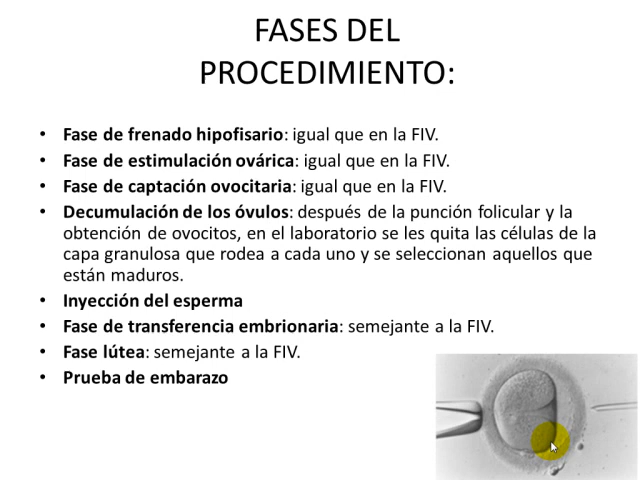 FASES DEL
PROCEDIMIENTO:
• Fase de frenado hipofisario: igual que en la FIV.
• Fase de estimulación ovárica: igual que en la FIV.
• Fase de captación ovocitaria: igual que en la FIV.
• Decumulación de los óvulos: después de la punción folicular y la
obtención de ovocitos, en el laboratorio se les quita las células de la
capa granulosa que rodea a cada uno y se seleccionan aquellos que
están maduros.
• Inyección del esperma
• Fase de transferencia embrionaria: semejante a la FIV.
• Fase lútea: semejante a la FIV.
• Prueba de embarazo